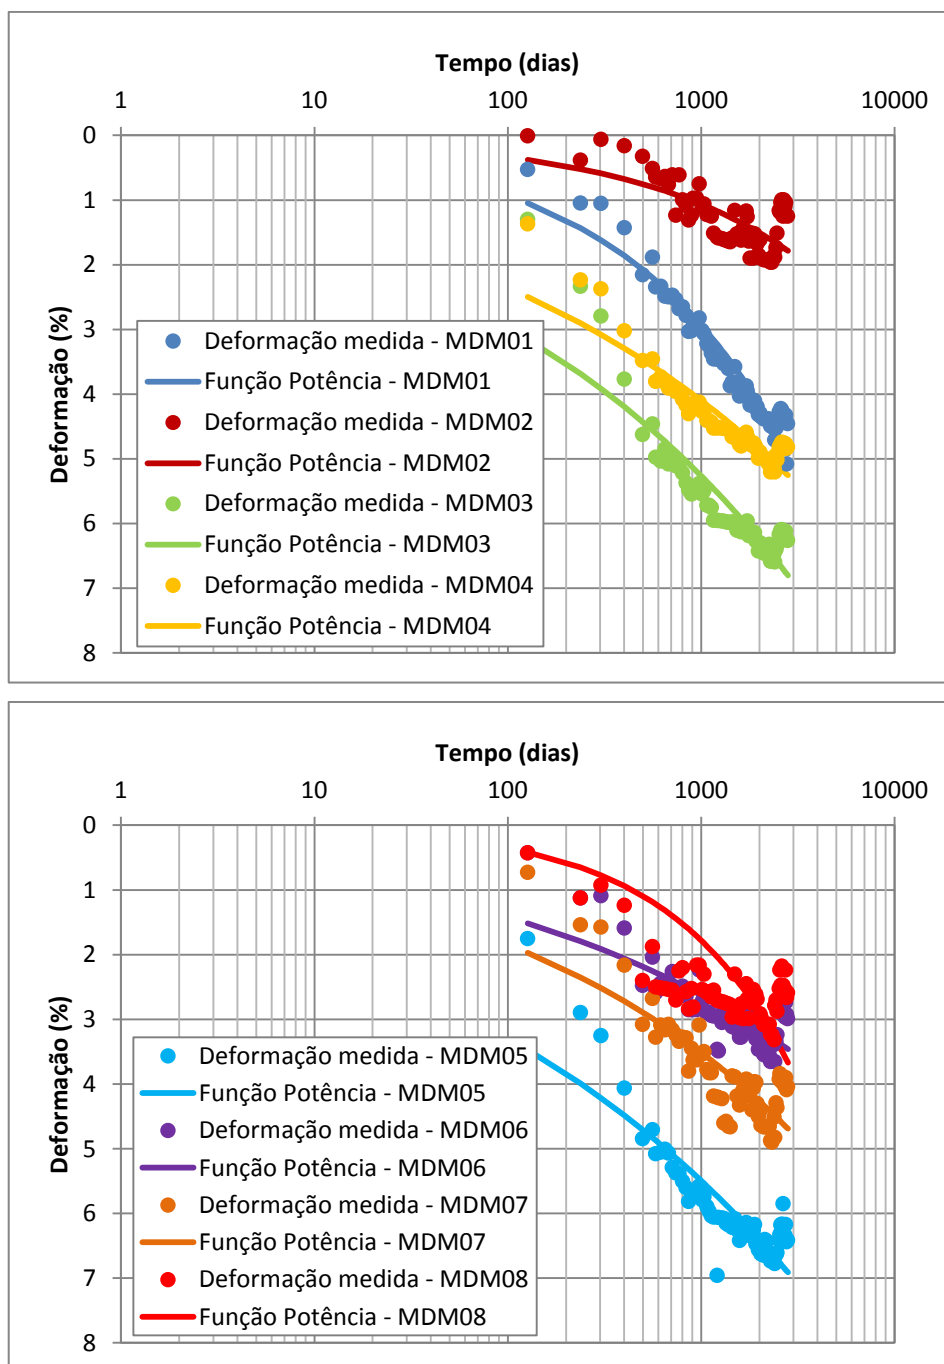 Tempo (dias)
1 10 100 1000 10000
0
1
2
3
4
5
6
7
8
Deformação (%)
Deformação medida - MDM01
Função Potência - MDM01
Deformação medida - MDM02
Função Potência - MDM02
Deformação medida - MDM03
Função Potência - MDM03
Deformação medida - MDM04
Função Potência - MDM04
Tempo (dias)
1 10 100 1000 10000
0
1
2
3
4
5
6
7
8
Deformação (%)
Deformação medida - MDM05
Função Potência - MDM05
Deformação medida - MDM06
Função Potência - MDM06
Deformação medida - MDM07
Função Potência - MDM07
Deformação medida - MDM08
Função Potência - MDM08